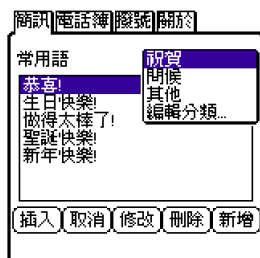 簡訊 電話簿 撥號 關於
常用語
祝賀
問候
其他
編輯分類...
恭喜!
生日快樂!
做得太棒了!
聖誕快樂!
新年快樂!
插入 取消 修改 刪除 新增